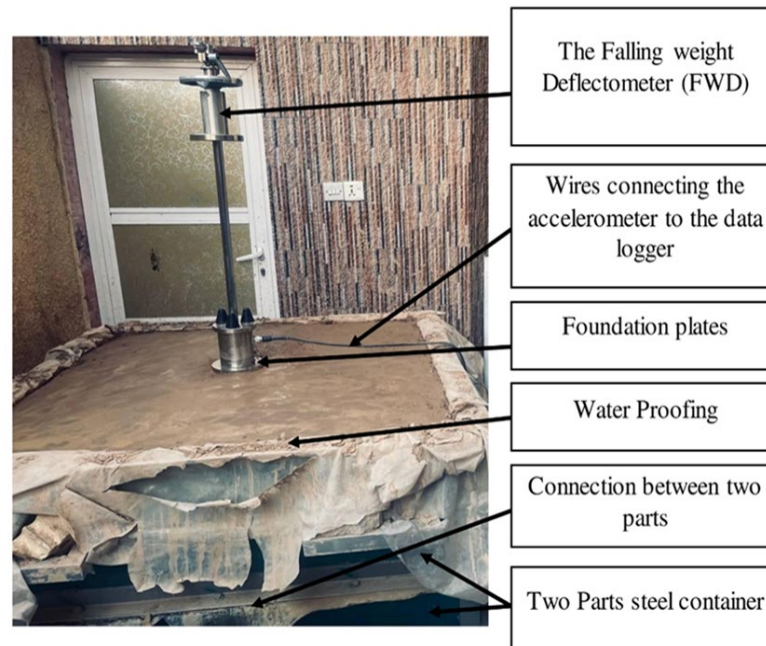 The Falling weight
Deflectometer (FWD)
Wires connecting the
accelerometer to the data
logger
Foundation plates
Water Proofing
Connection between two
parts
Two Parts steel container